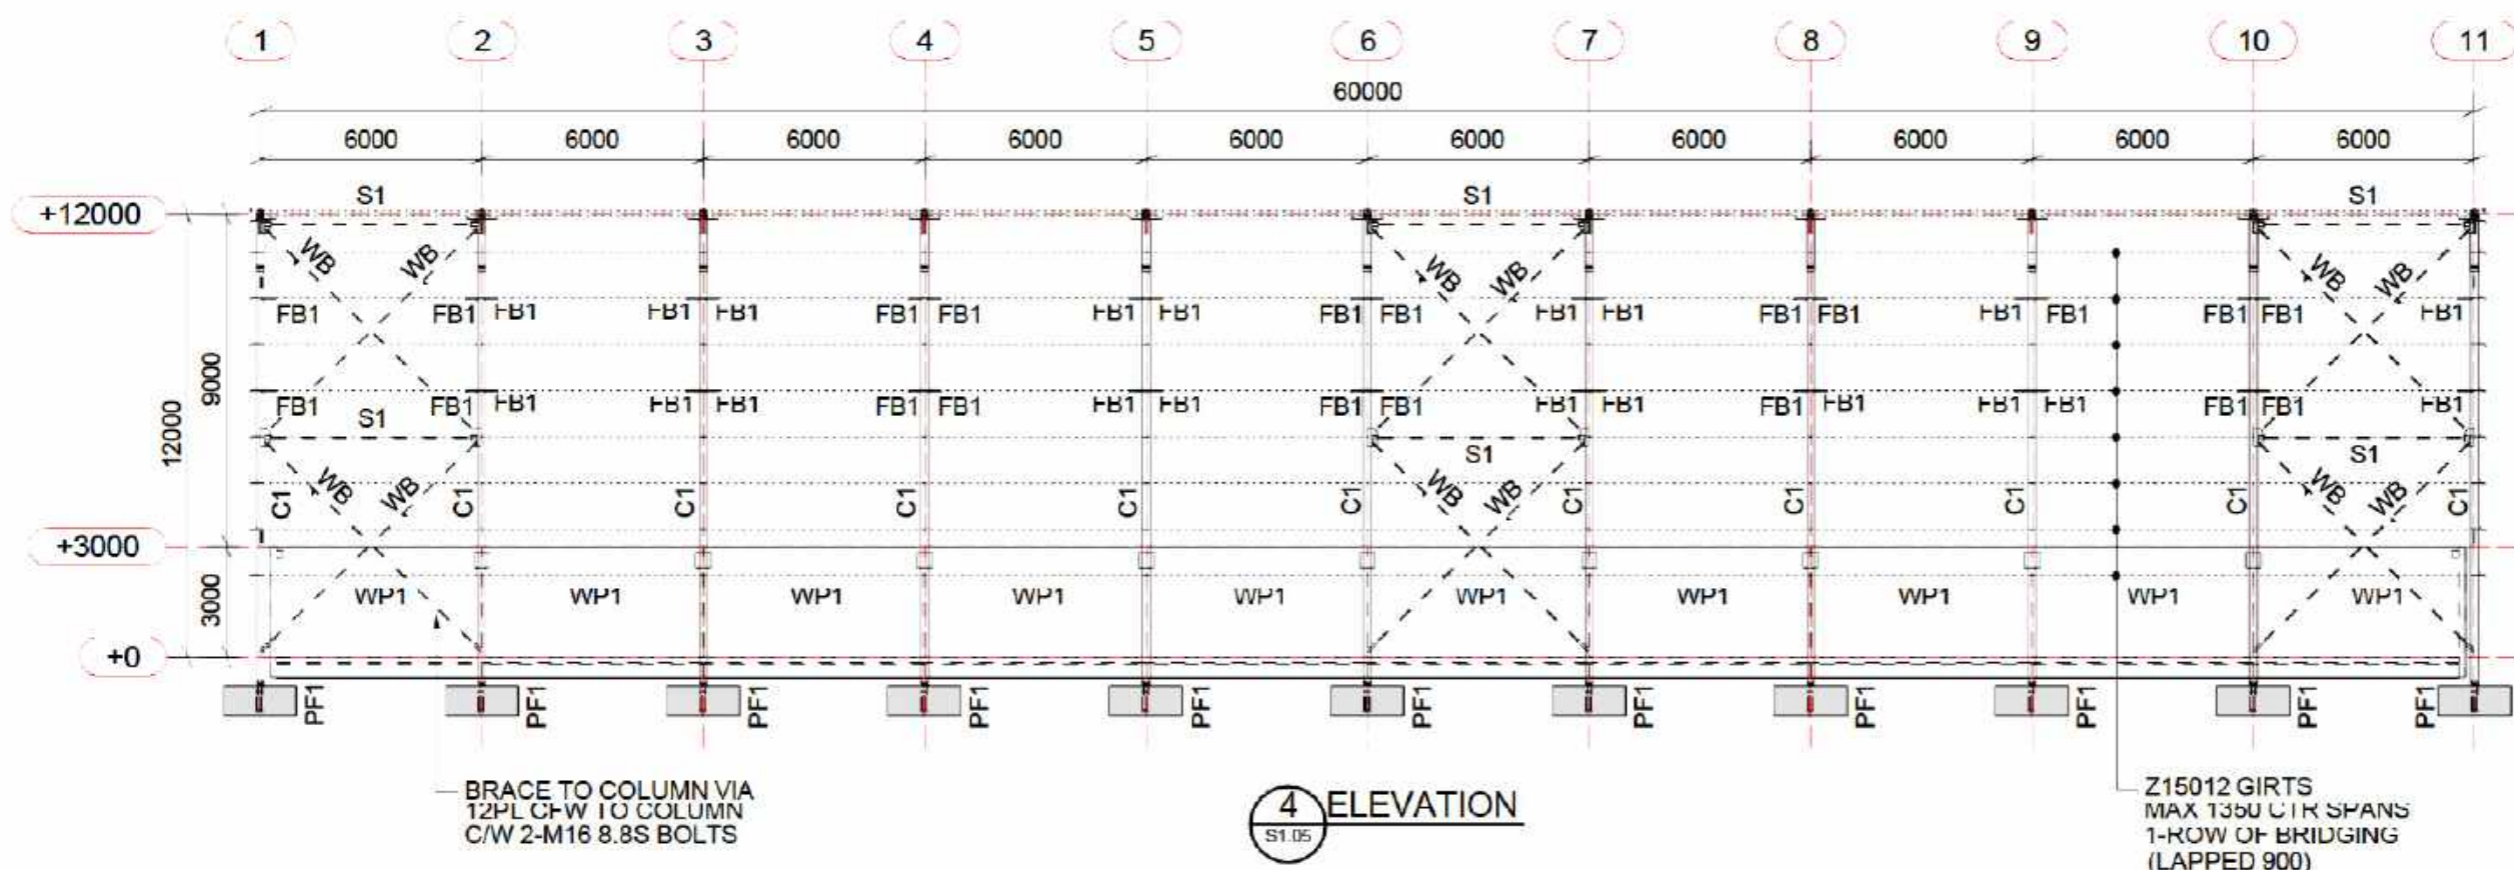 1 2 3 4 5 6 7 8 9 10 11
60000
6000 6000 6000 6000 6000 6000 6000 6000 6000 6000
S1 S1 S1
+12000
WB WB WB WB WB WB
FB1 FB1 FB1 FB1 FB1 FB1 FB1 FB1 FB1 FB1 FB1 FB1 FB1 FB1 FB1 FB1 FB1 FB1 FB1 FB1
9000
12000
FB1 FB1 FB1 FB1 FB1 FB1 FB1 FB1 FB1 FB1 FB1 FB1 FB1 FB1 FB1 FB1 FB1 FB1 FB1 FB1
S1 S1 S1
WB WB WB WB WB WB
C1 C1 C1 C1 C1 C1 C1 C1 C1 C1
+3000
3000
WP1 WP1 WP1 WP1 WP1 WP1 WP1 WP1 WP1 WP1
+0
PF1 PF1 PF1 PF1 PF1 PF1 PF1 PF1 PF1 PF1 PF1
BRACE TO COLUMN VIA
12PL CFW TO COLUMN
C/W 2-M16 8.8S BOLTS
4 ELEVATION
S1.05
Z15012 GIRTS
MAX 1350 CTR SPANS
1-ROW OF BRIDGING
(LAPPED 900)